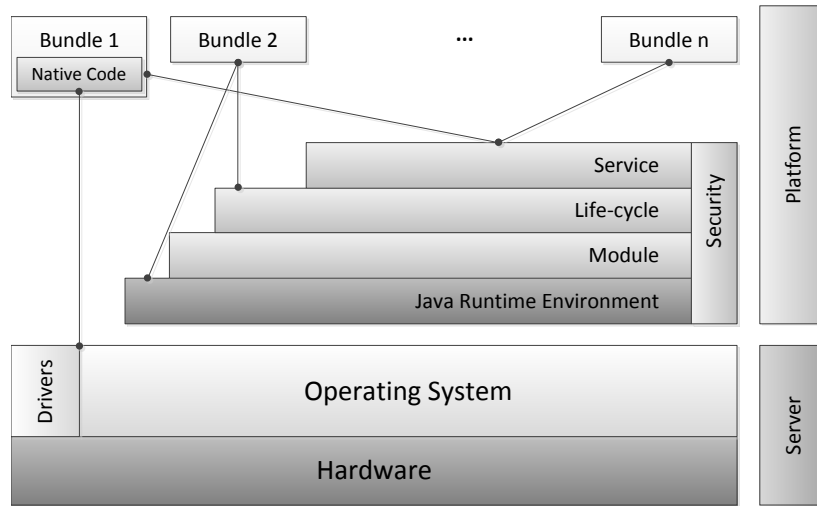 Bundle 1
Native Code
Bundle 2
...
Bundle n
Service
Life-cycle
Module
Java Runtime Environment
Security
Platform
Drivers
Operating System
Hardware
Server